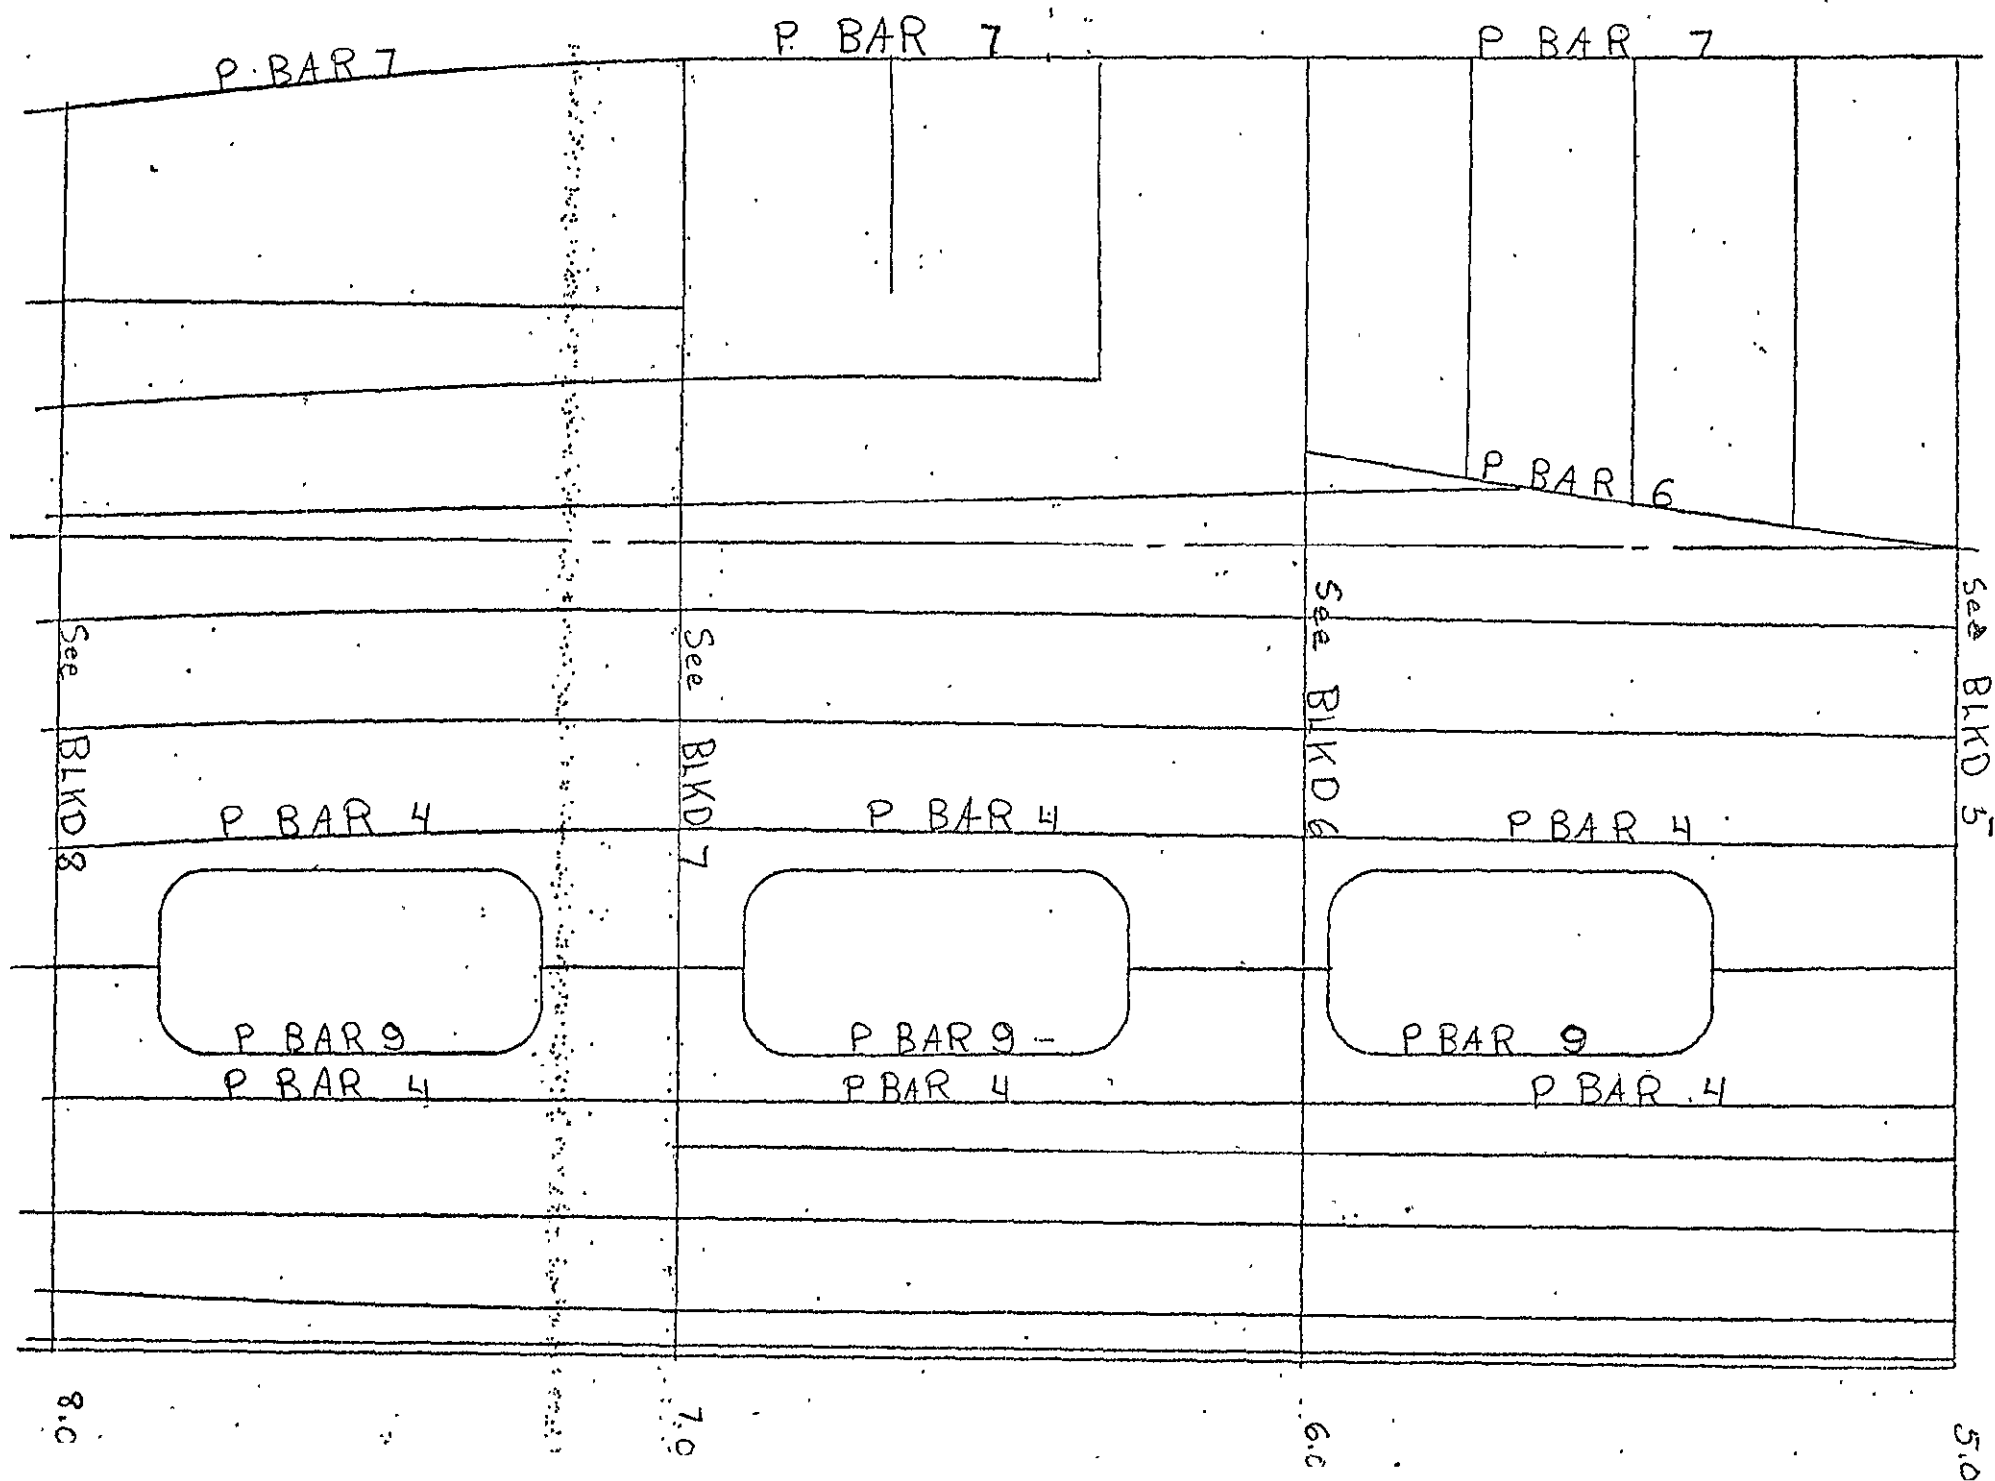 P. BAR 7
P. BAR 7
P BAR 7
P BAR 6
See BLKD 8
See BLKD 7
See BLKD 6
See BLKD 5
P BAR 4
P BAR 4
P BAR 4
P BAR 9
P BAR 9 -
P BAR 9
P BAR 4
P BAR 4
P BAR 4
8.0
7.0
6.0
5.0